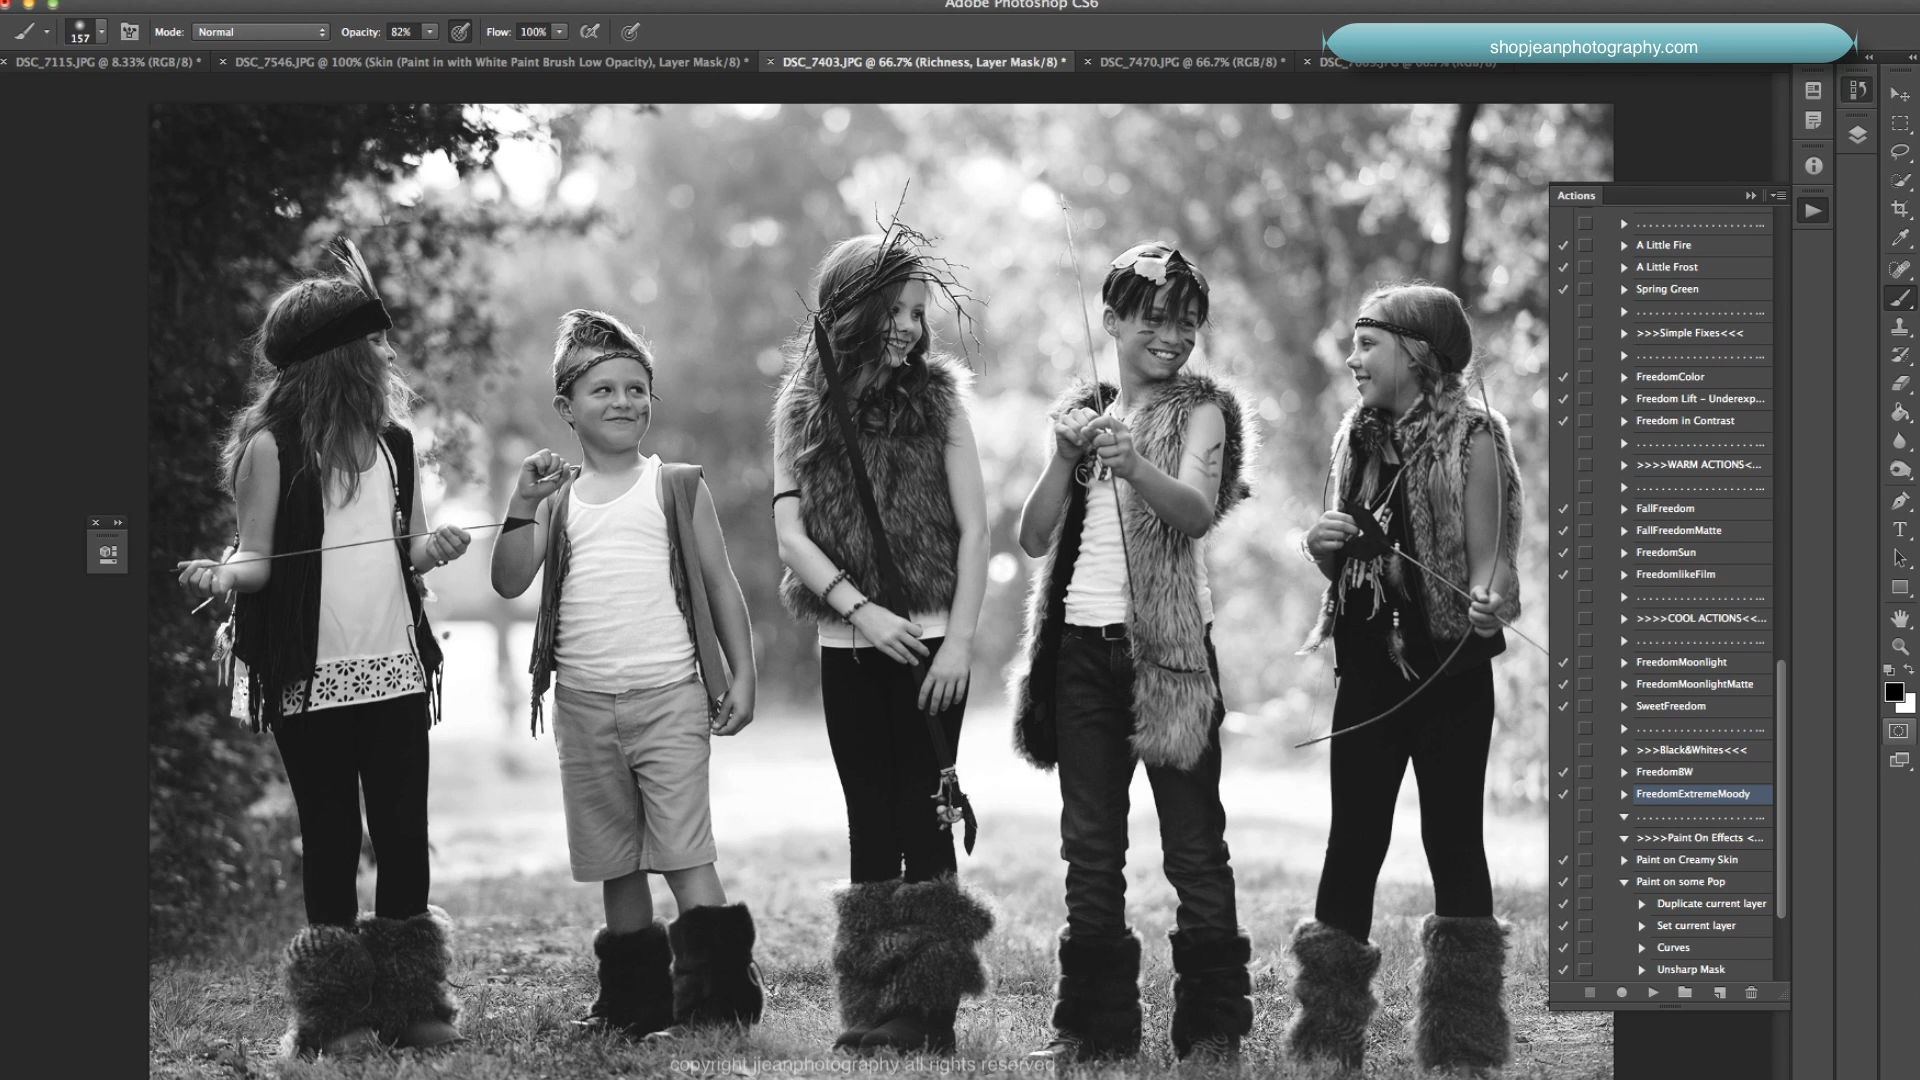 Adobe Photoshop CS6
157 Mode: Normal Opacity: 82% Flow: 100%
shopjeanphotography.com
DSC_7115.JPG @ 8.33% (RGB/8) * DSC_7546.JPG @ 100% (Skin (Paint in with White Paint Brush Low Opacity), Layer Mask/8) * DSC_7403.JPG @ 66.7% (Richness, Layer Mask/8) * DSC_7470.JPG @ 66.7% (RGB/8) *
Actions
A Little Fire
A Little Frost
Spring Green
>>>Simple Fixes<<<
FreedomColor
Freedom Lift - Underexp...
Freedom in Contrast
>>>>WARM ACTIONS<...
FallFreedom
FallFreedomMatte
FreedomSun
FreedomlikeFilm
>>>>COOL ACTIONS<<...
FreedomMoonlight
FreedomMoonlightMatte
SweetFreedom
>>>Black&Whites<<<
FreedomBW
FreedomExtremeMoody
>>>>Paint On Effects <...
Paint on Creamy Skin
Paint on some Pop
Duplicate current layer
Set current layer
Curves
Unsharp Mask
copyright jjeanphotography all rights reserved